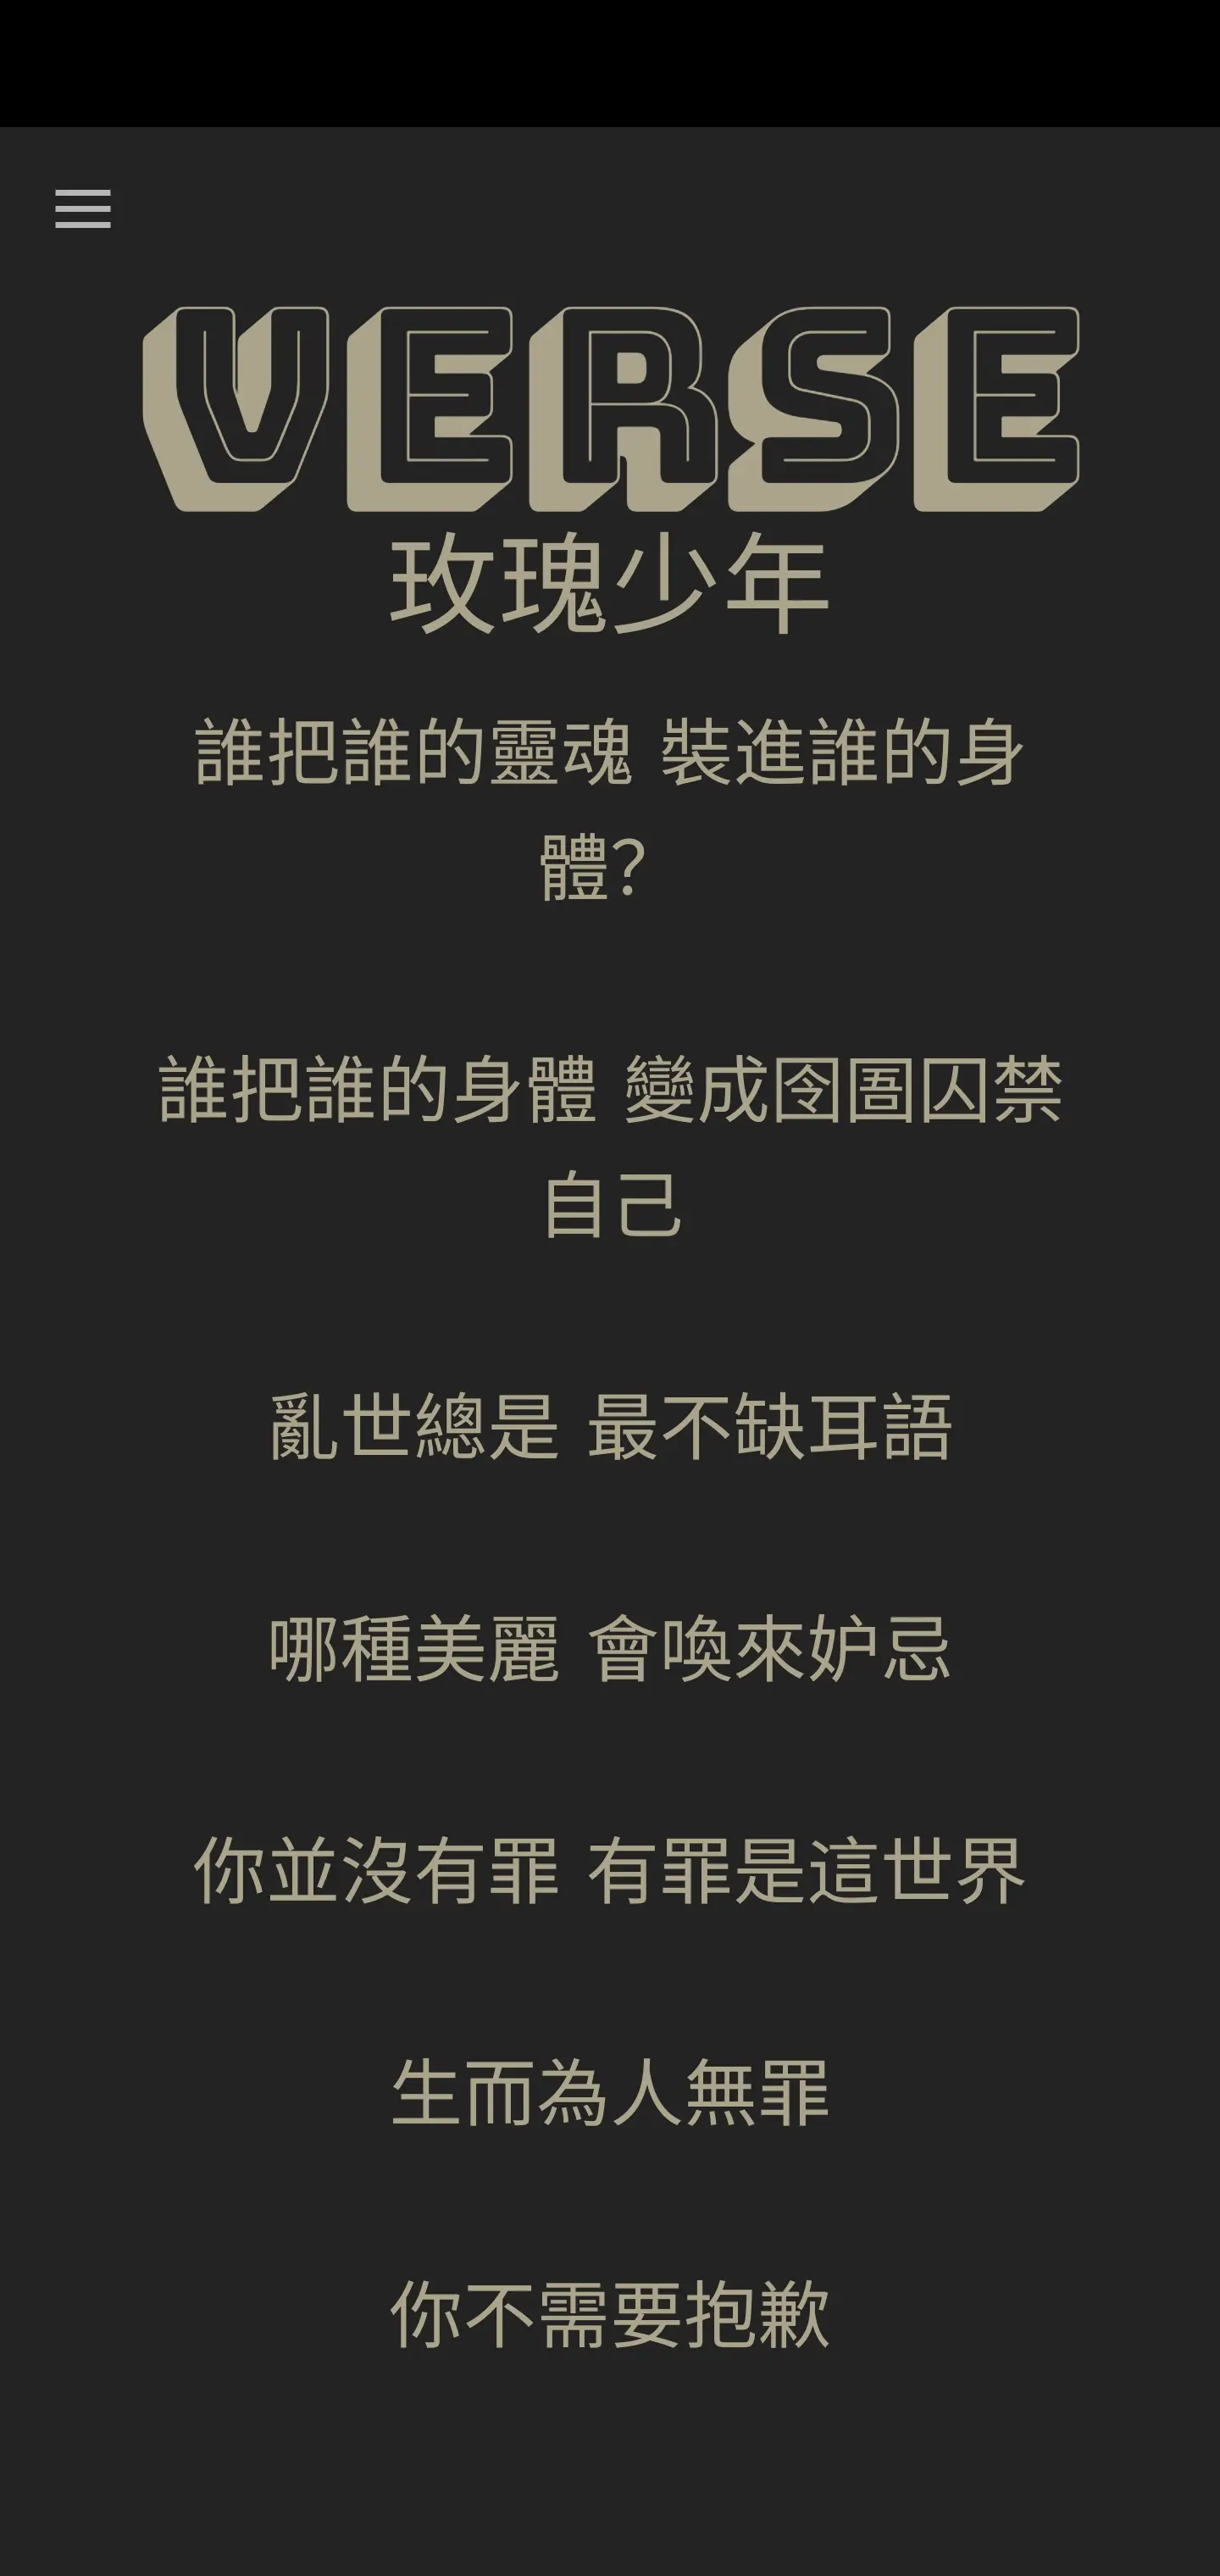 VERSE
玫瑰少年
誰把誰的靈魂 裝進誰的身
體?
誰把誰的身體 變成囹圄囚禁
自己
亂世總是 最不缺耳語
哪種美麗 會喚來妒忌
你並沒有罪 有罪是這世界
生而為人無罪
你不需要抱歉